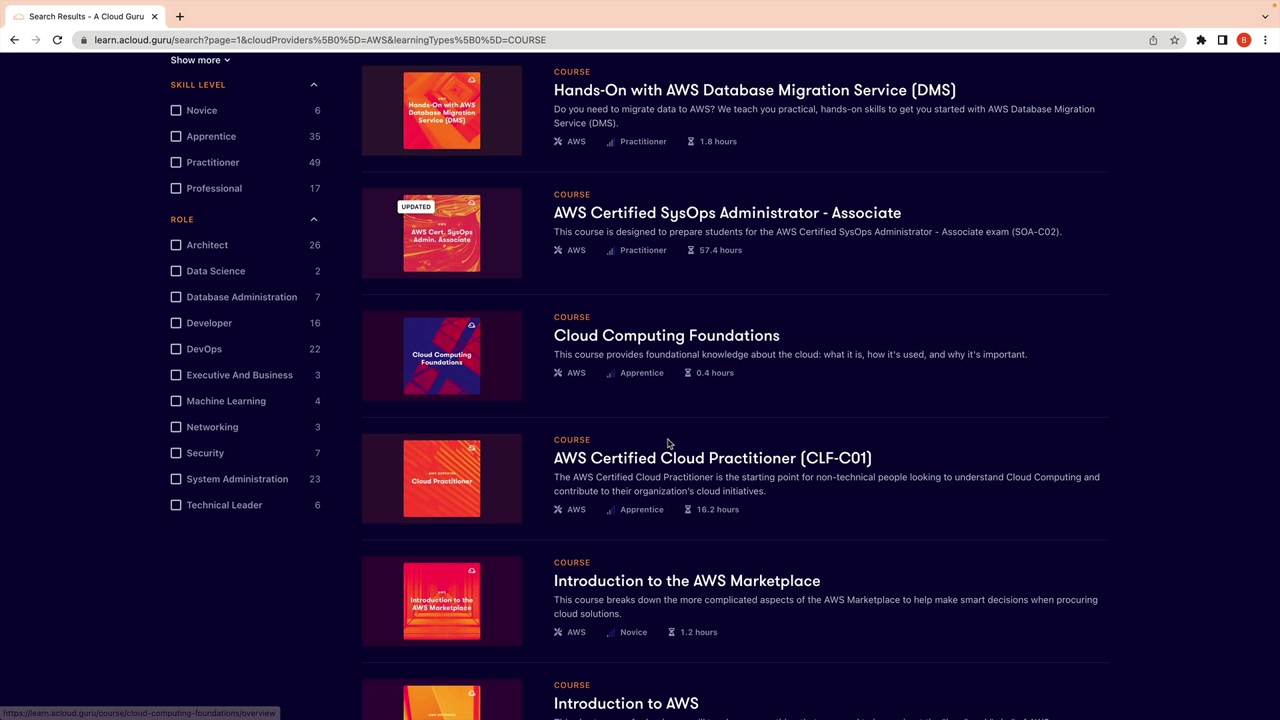 Search Results - A Cloud Guru
learn.acloud.guru/search?page=1&cloudProviders%5B0%5D=AWS&learningTypes%5B0%5D=COURSE
B
Show more
SKILL LEVEL
Novice 6
Apprentice 35
Practitioner 49
Professional 17
ROLE
Architect 26
Data Science 2
Database Administration 7
Developer 16
DevOps 22
Executive And Business 3
Machine Learning 4
Networking 3
Security 7
System Administration 23
Technical Leader 6
AWS
Hands-On with AWS
Database Migration
Service (DMS)
COURSE
Hands-On with AWS Database Migration Service (DMS)
Do you need to migrate data to AWS? We teach you practical, hands-on skills to get you started with AWS Database Migration
Service (DMS).
AWS Practitioner 1.8 hours
UPDATED
AWS
AWS Cert. SysOps
Admin. Associate
COURSE
AWS Certified SysOps Administrator - Associate
This course is designed to prepare students for the AWS Certified SysOps Administrator – Associate exam (SOA-C02).
AWS Practitioner 57.4 hours
Cloud Computing
Foundations
COURSE
Cloud Computing Foundations
This course provides foundational knowledge about the cloud: what it is, how it's used, and why it's important.
AWS Apprentice 0.4 hours
AWS CERTIFIED
Cloud Practitioner
COURSE
AWS Certified Cloud Practitioner (CLF-C01)
The AWS Certified Cloud Practitioner is the starting point for non-technical people looking to understand Cloud Computing and
contribute to their organization's cloud initiatives.
AWS Apprentice 16.2 hours
AWS
Introduction to the
AWS Marketplace
COURSE
Introduction to the AWS Marketplace
This course breaks down the more complicated aspects of the AWS Marketplace to help make smart decisions when procuring
cloud solutions.
AWS Novice 1.2 hours
COURSE
Introduction to AWS
https://learn.acloud.guru/course/cloud-computing-foundations/overview